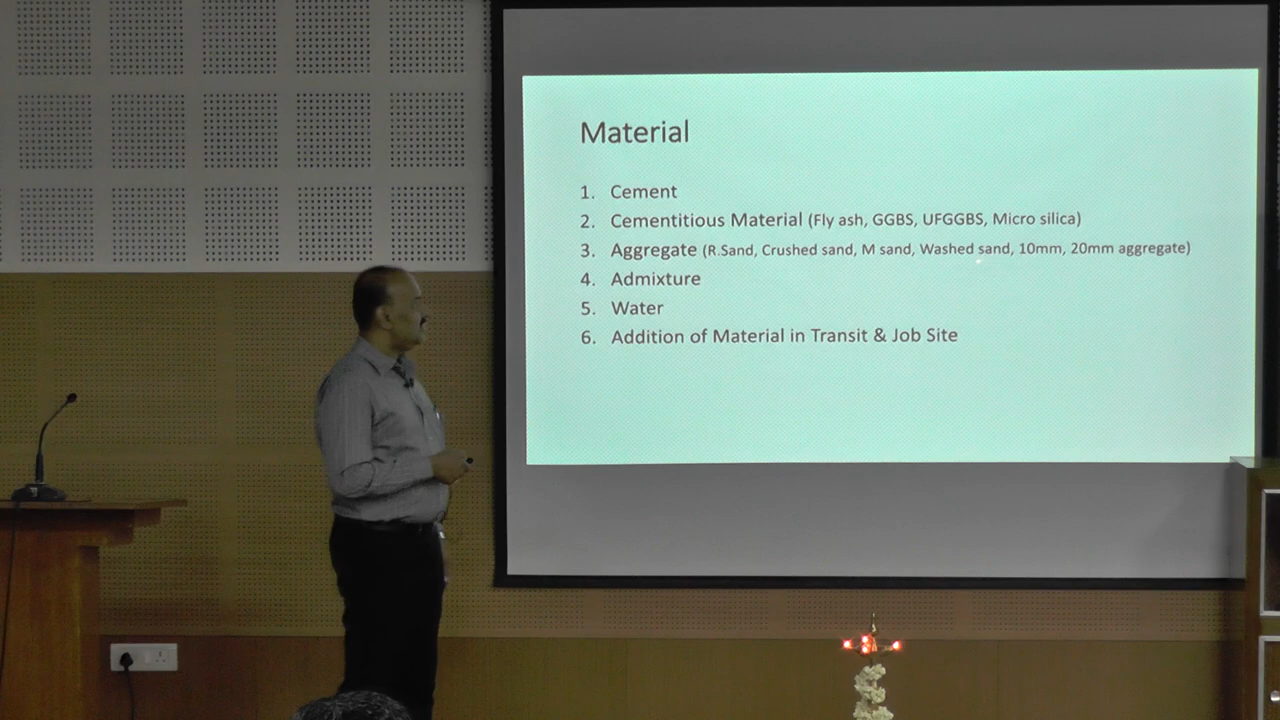 Material
1. Cement
2. Cementitious Material (Fly ash, GGBS, UFGGBS, Micro silica)
3. Aggregate (R.Sand, Crushed sand, M sand, Washed sand, 10mm, 20mm aggregate)
4. Admixture
5. Water
6. Addition of Material in Transit & Job Site